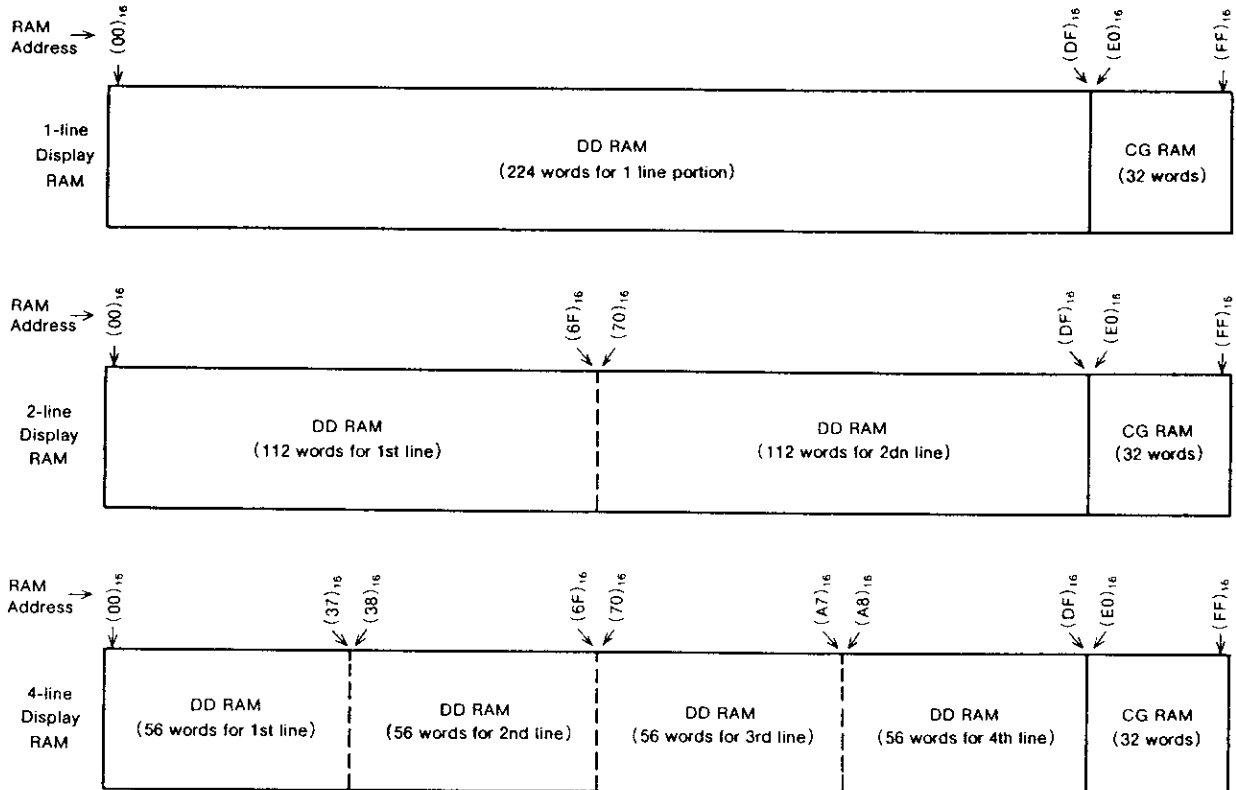 RAM Address → (00)₁₆ (DF)₁₆ (E0)₁₆ (FF)₁₆
1-line Display RAM
DD RAM
(224 words for 1 line portion)
CG RAM
(32 words)
RAM Address → (00)₁₆ (6F)₁₆ (70)₁₆ (DF)₁₆ (E0)₁₆ (FF)₁₆
2-line Display RAM
DD RAM
(112 words for 1st line)
DD RAM
(112 words for 2dn line)
CG RAM
(32 words)
RAM Address → (00)₁₆ (37)₁₆ (38)₁₆ (6F)₁₆ (70)₁₆ (A7)₁₆ (A8)₁₆ (DF)₁₆ (E0)₁₆ (FF)₁₆
4-line Display RAM
DD RAM
(56 words for 1st line)
DD RAM
(56 words for 2nd line)
DD RAM
(56 words for 3rd line)
DD RAM
(56 words for 4th line)
CG RAM
(32 words)